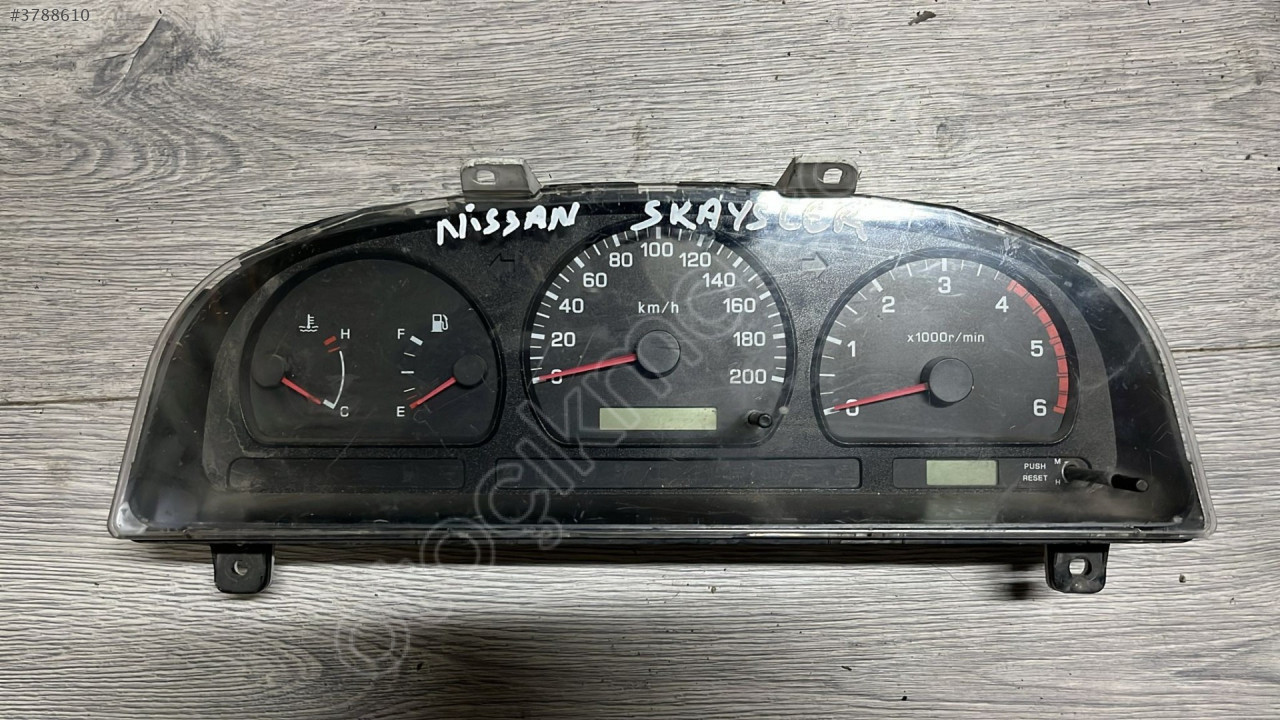 #3788610
NISSAN SKAYSLER
80 100 120
60 140
40 km/h 160
20 180
0 200
H F
C E
2 3 4
1 x1000r/min 5
0 6
PUSH M
RESET H
otoçıkma